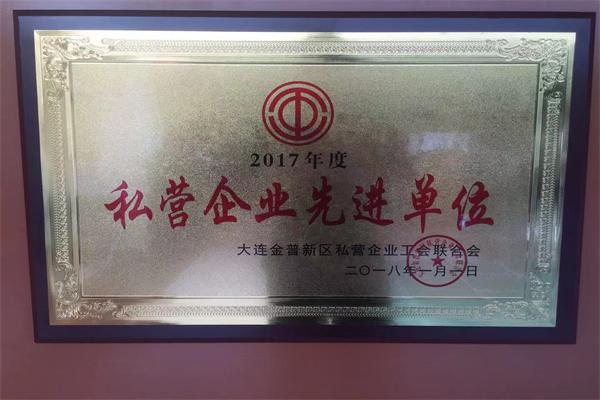 2017年度
私营企业先进单位
大连金普新区私营企业工会联合会
二〇一八年一月一日